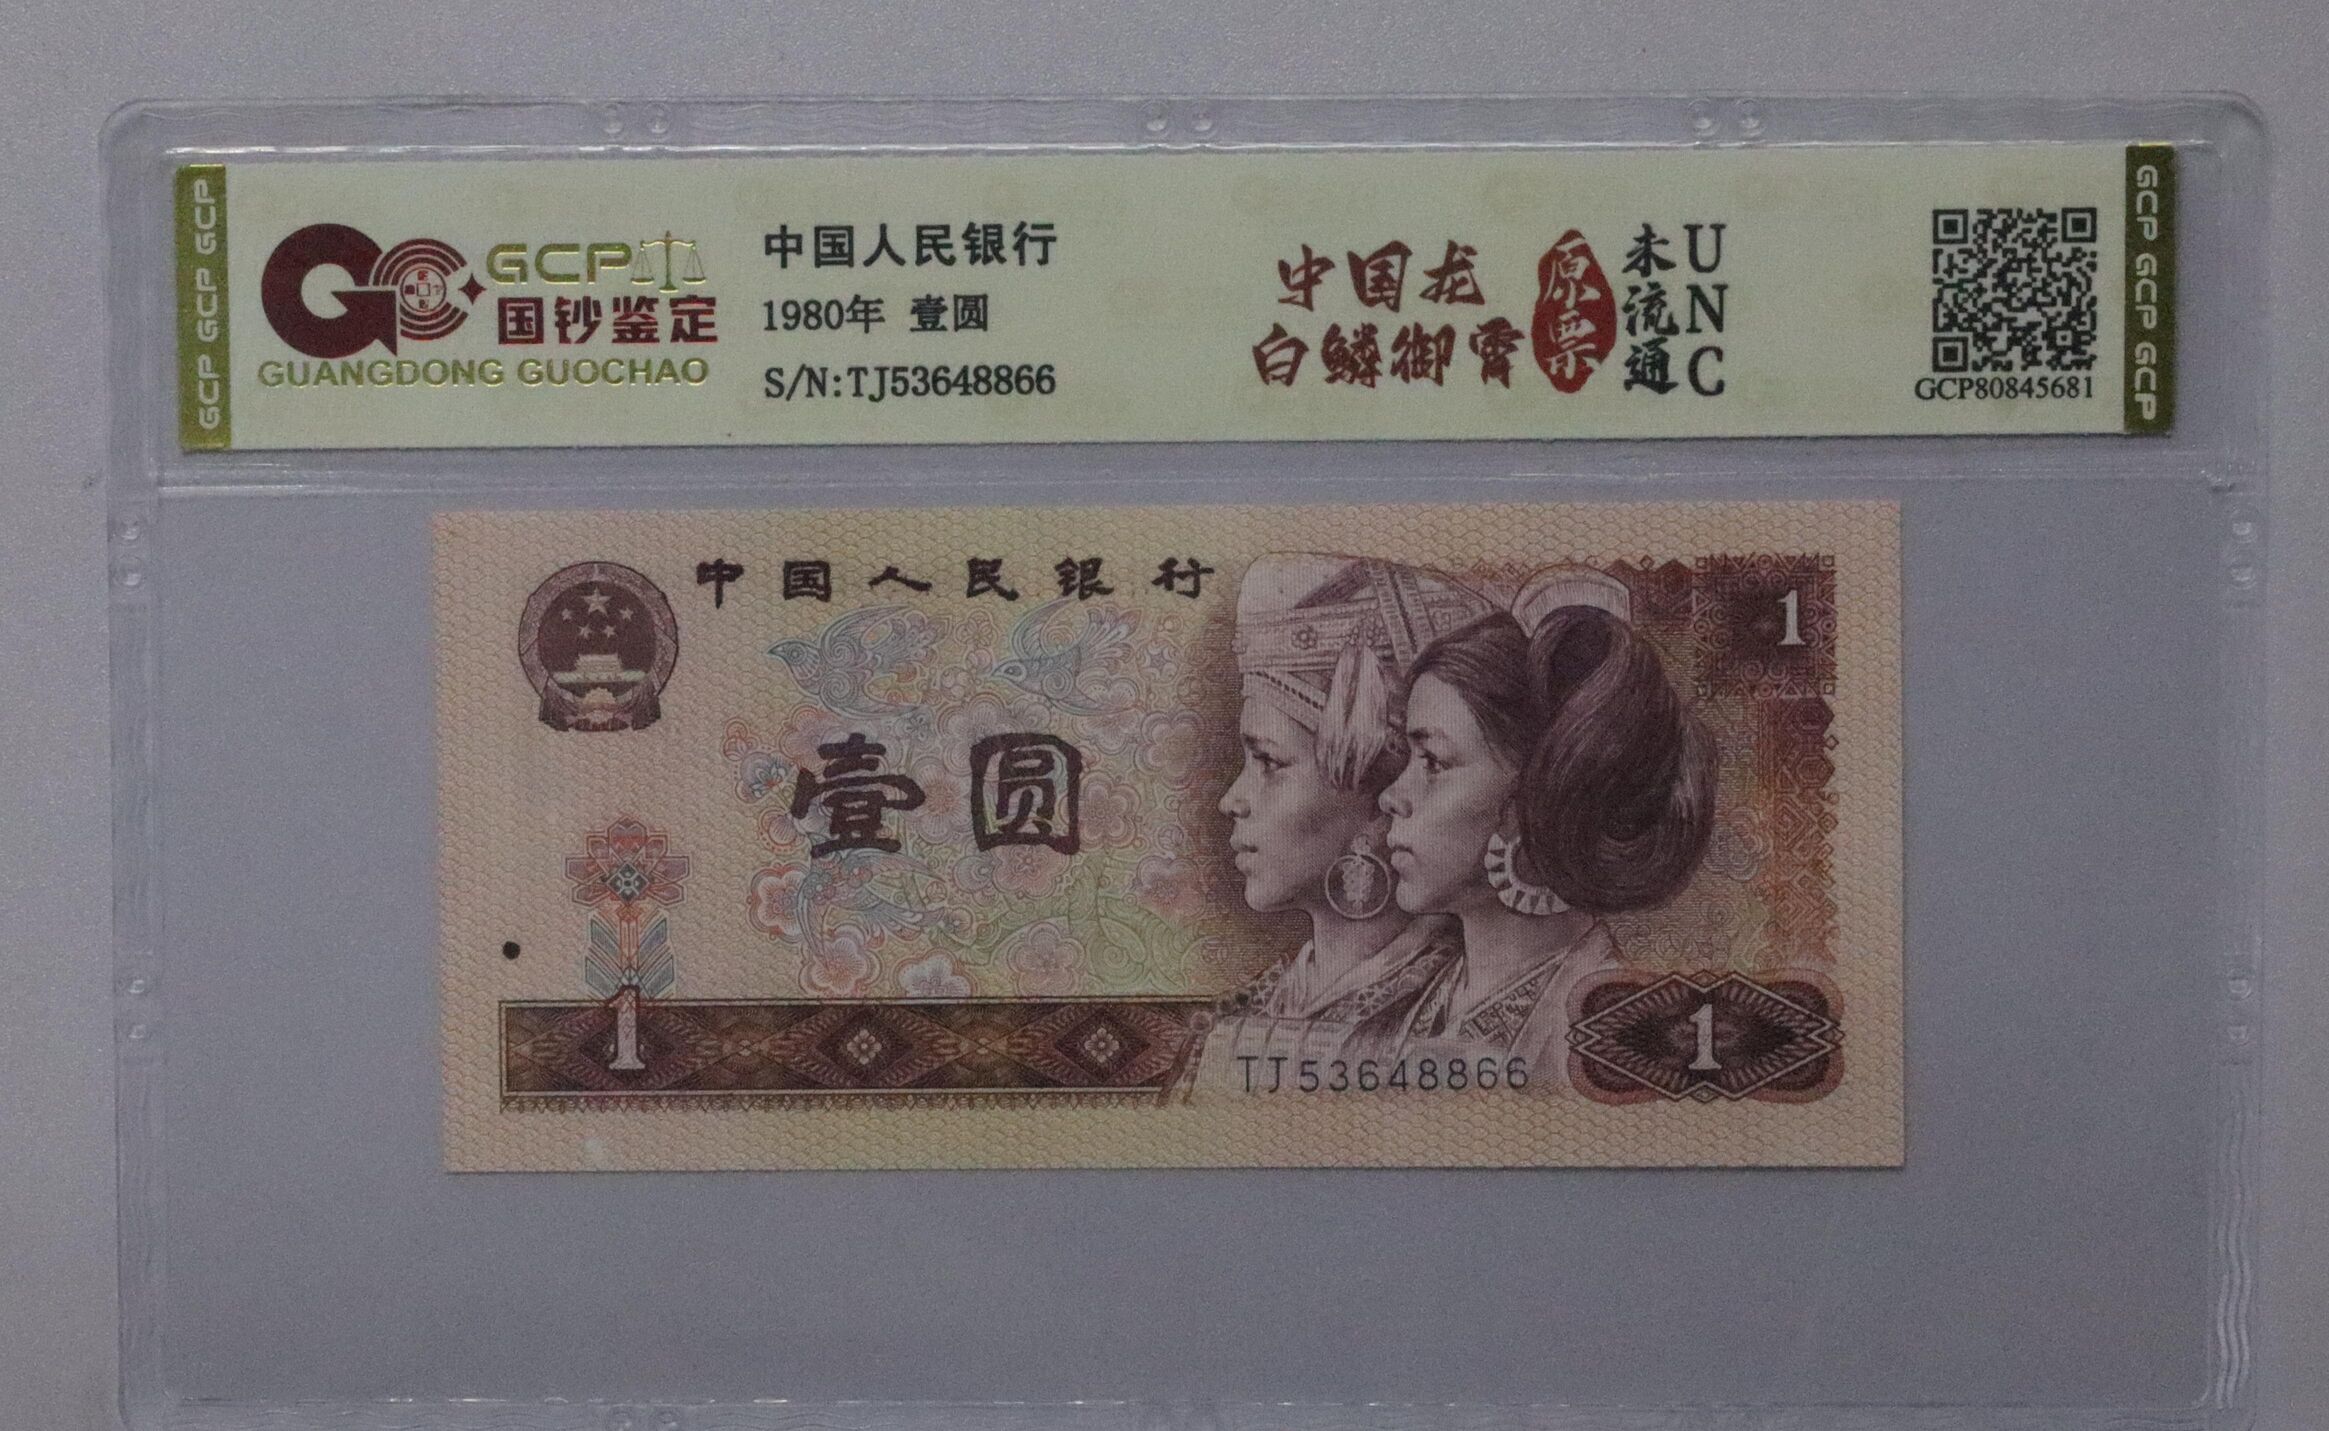 GCP GCP GCP
GCP
国钞鉴定
GUANGDONG GUOCHAO
中国人民银行
1980年 壹圆
S/N:TJ53648866
中国龙
白鳞御霄
原票
未流通
UNC
GCP80845681
GCP GCP GCP
中国人民银行
1
壹圆
1
TJ53648866
1